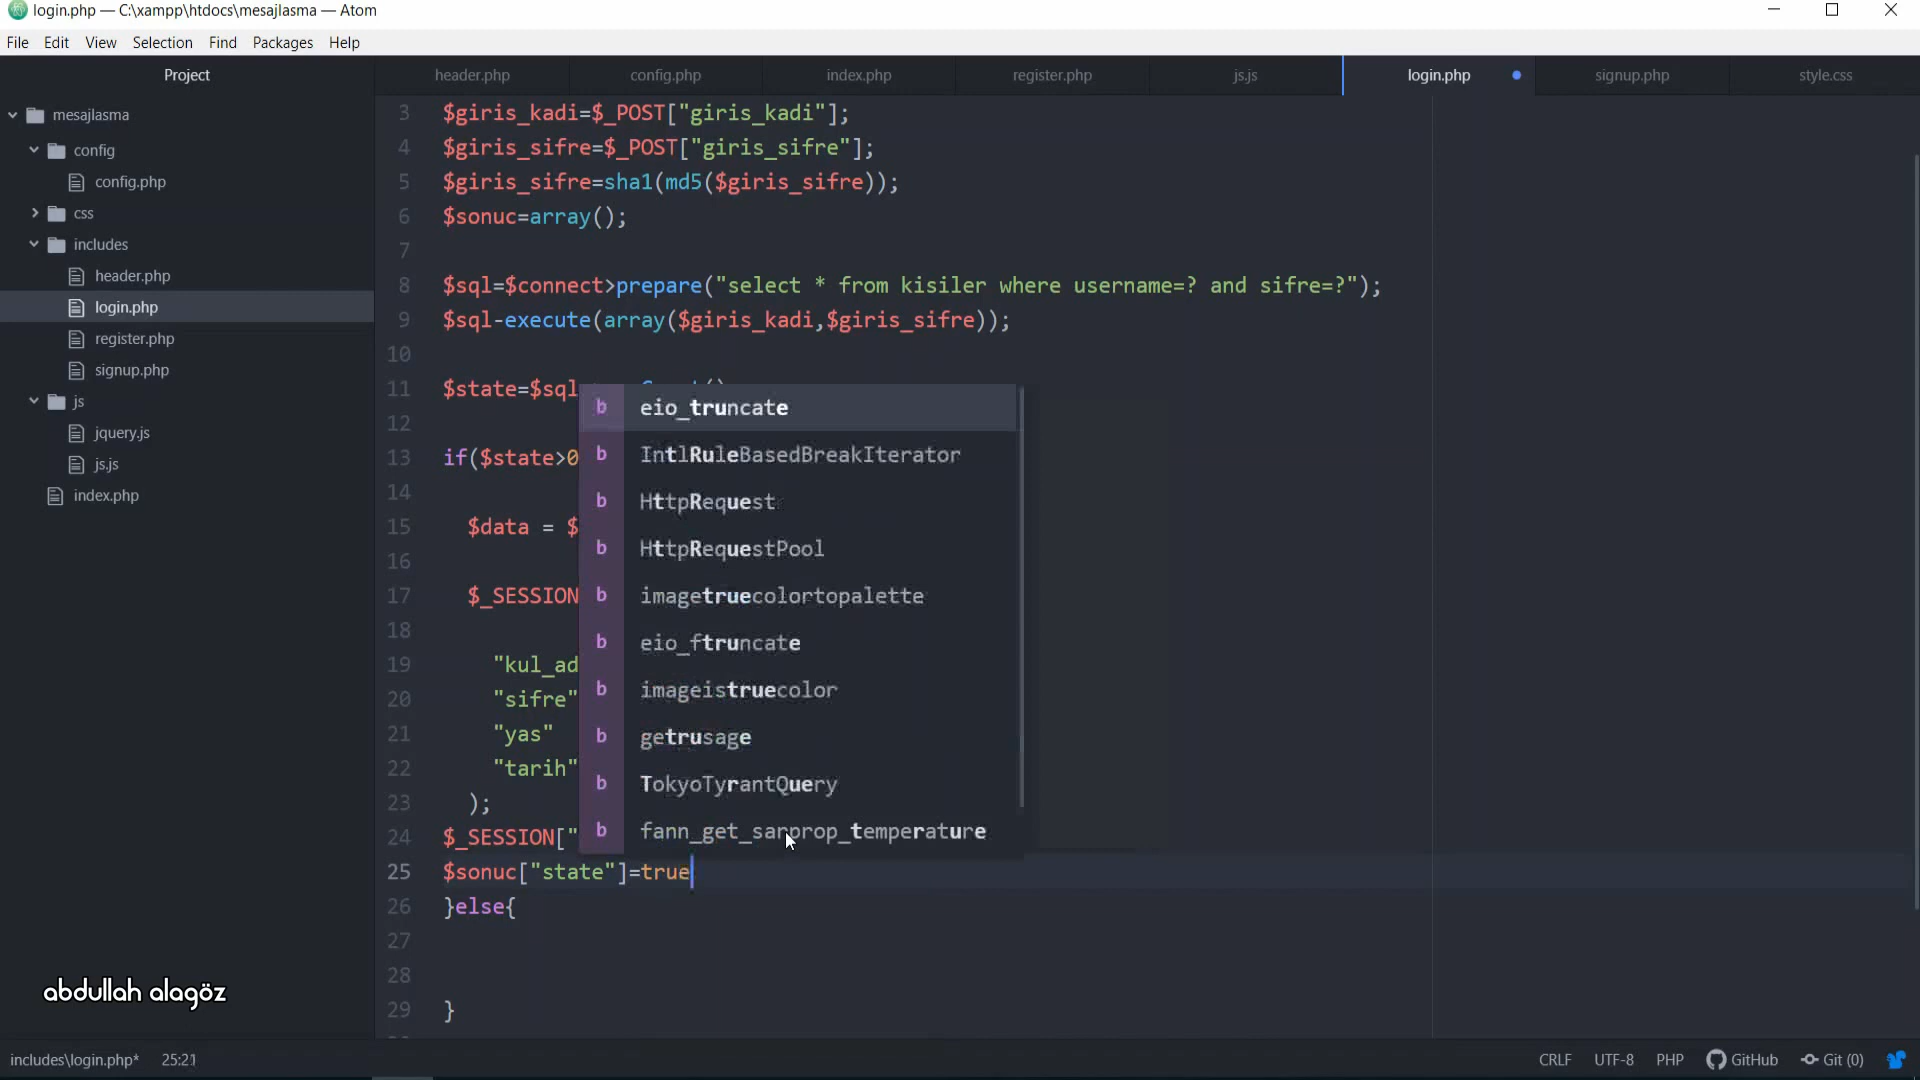 login.php — C:\xampp\htdocs\mesajlasma — Atom
File Edit View Selection Find Packages Help
Project
header.php config.php index.php register.php js.js login.php signup.php style.css
mesajlasma
config
config.php
css
includes
header.php
login.php
register.php
signup.php
js
jquery.js
js.js
index.php
3 $giris_kadi=$_POST["giris_kadi"];
4 $giris_sifre=$_POST["giris_sifre"];
5 $giris_sifre=sha1(md5($giris_sifre));
6 $sonuc=array();
7
8 $sql=$connect>prepare("select * from kisiler where username=? and sifre=?");
9 $sql-execute(array($giris_kadi,$giris_sifre));
10
11 $state=$sql
12
13 if($state>0
14
15 $data = $
16
17 $_SESSION
18
19 "kul_ad
20 "sifre"
21 "yas"
22 "tarih"
23 );
24 $_SESSION["
25 $sonuc["state"]=true
26 }else{
27
28
29 }
b eio_truncate
b IntlRuleBasedBreakIterator
b HttpRequest
b HttpRequestPool
b imagetruecolortopalette
b eio_ftruncate
b imageistruecolor
b getrusage
b TokyoTyrantQuery
b fann_get_sarprop_temperature
abdullah alagöz
includes\login.php* 25:21 CRLF UTF-8 PHP GitHub Git (0)